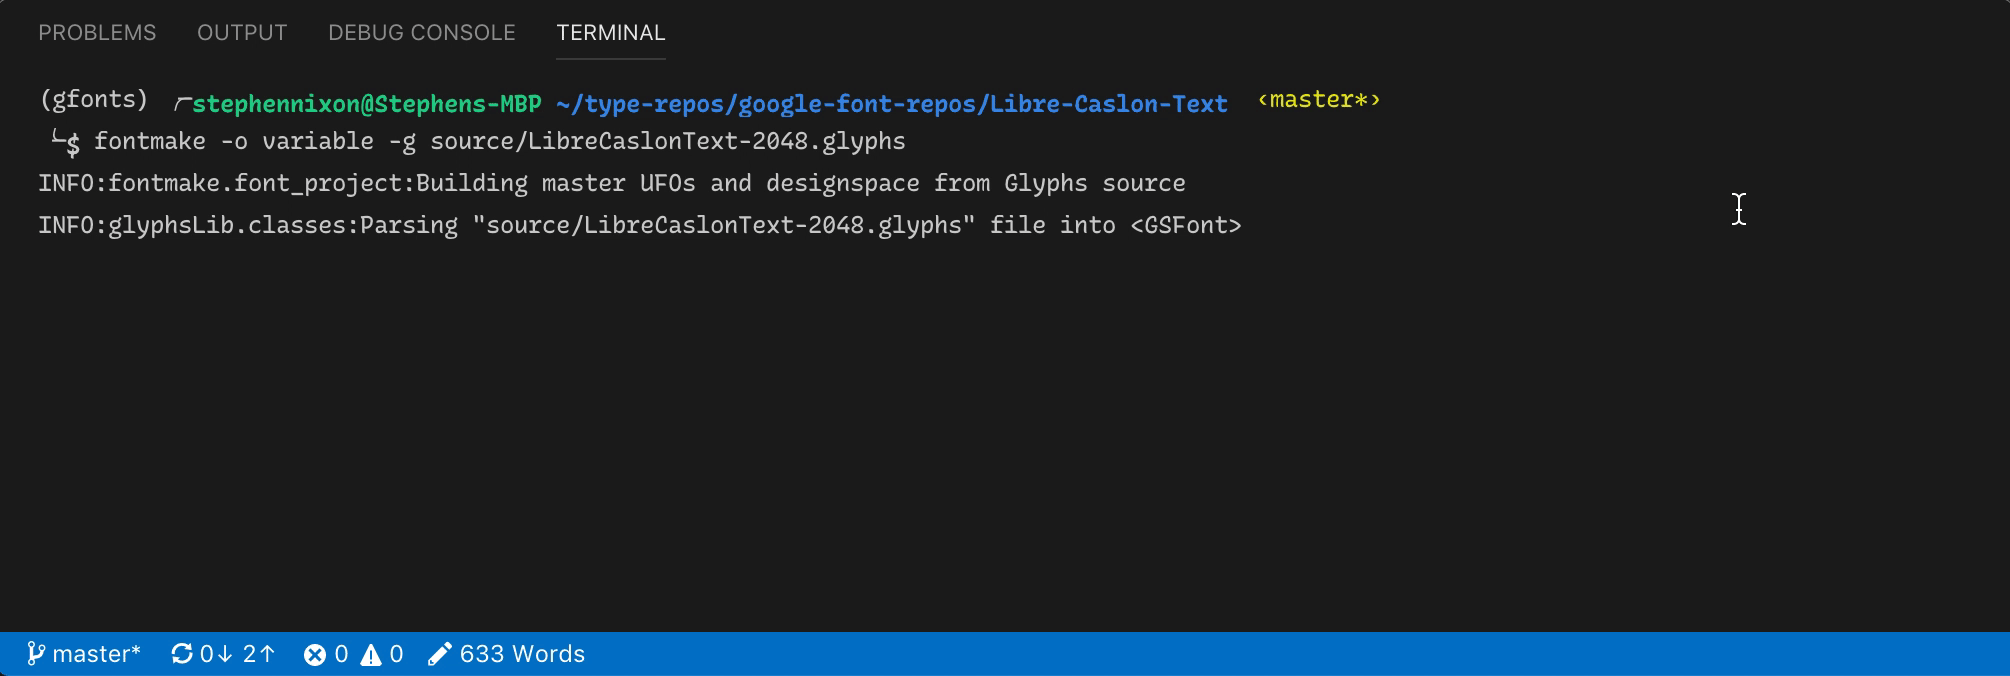 PROBLEMS OUTPUT DEBUG CONSOLE TERMINAL
(gfonts) ╭stephennixon@Stephens-MBP ~/type-repos/google-font-repos/Libre-Caslon-Text ‹master*›
╰$ fontmake -o variable -g source/LibreCaslonText-2048.glyphs
INFO:fontmake.font_project:Building master UFOs and designspace from Glyphs source
INFO:glyphsLib.classes:Parsing "source/LibreCaslonText-2048.glyphs" file into <GSFont>
master* 0↓ 2↑ 0 0 633 Words